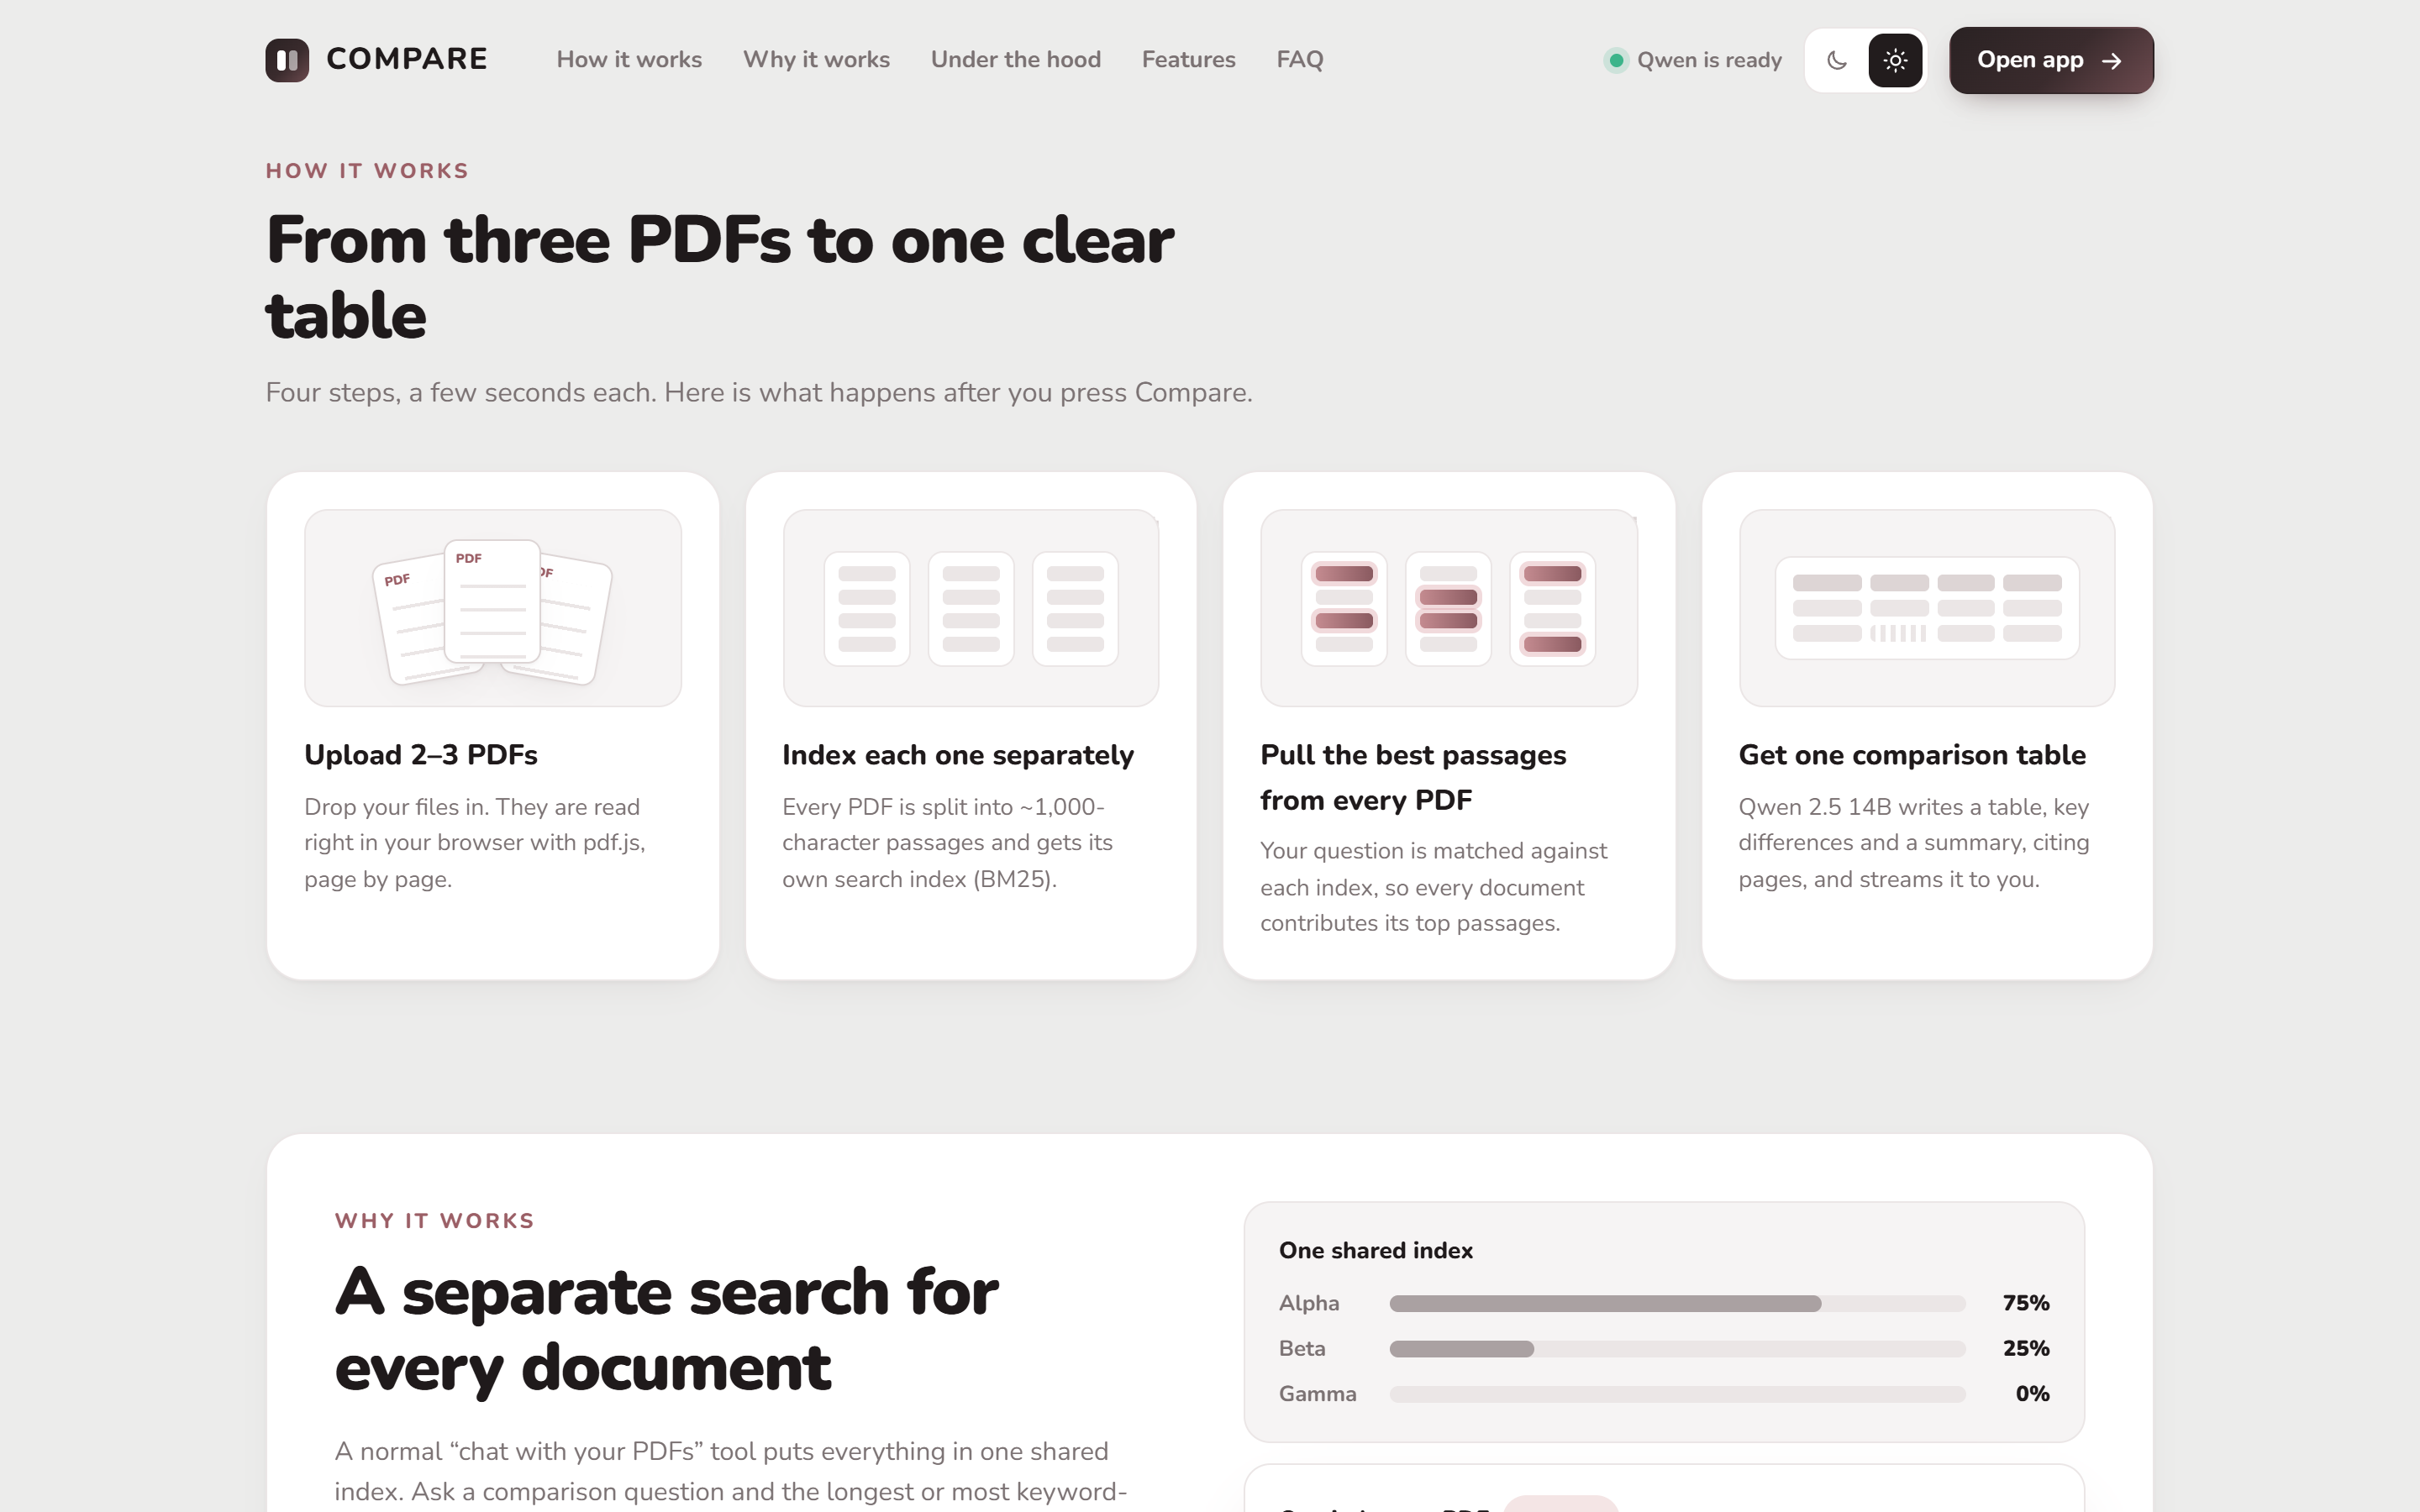 COMPARE
How it works
Why it works
Under the hood
Features
FAQ
Qwen is ready
Open app
HOW IT WORKS
From three PDFs to one clear
table
Four steps, a few seconds each. Here is what happens after you press Compare.
PDF
PDF
Upload 2–3 PDFs
Drop your files in. They are read
right in your browser with pdf.js,
page by page.
Index each one separately
Every PDF is split into ~1,000-
character passages and gets its
own search index (BM25).
Pull the best passages
from every PDF
Your question is matched against
each index, so every document
contributes its top passages.
Get one comparison table
Qwen 2.5 14B writes a table, key
differences and a summary, citing
pages, and streams it to you.
WHY IT WORKS
A separate search for
every document
A normal “chat with your PDFs” tool puts everything in one shared
index. Ask a comparison question and the longest or most keyword-
One shared index
Alpha 75%
Beta 25%
Gamma 0%